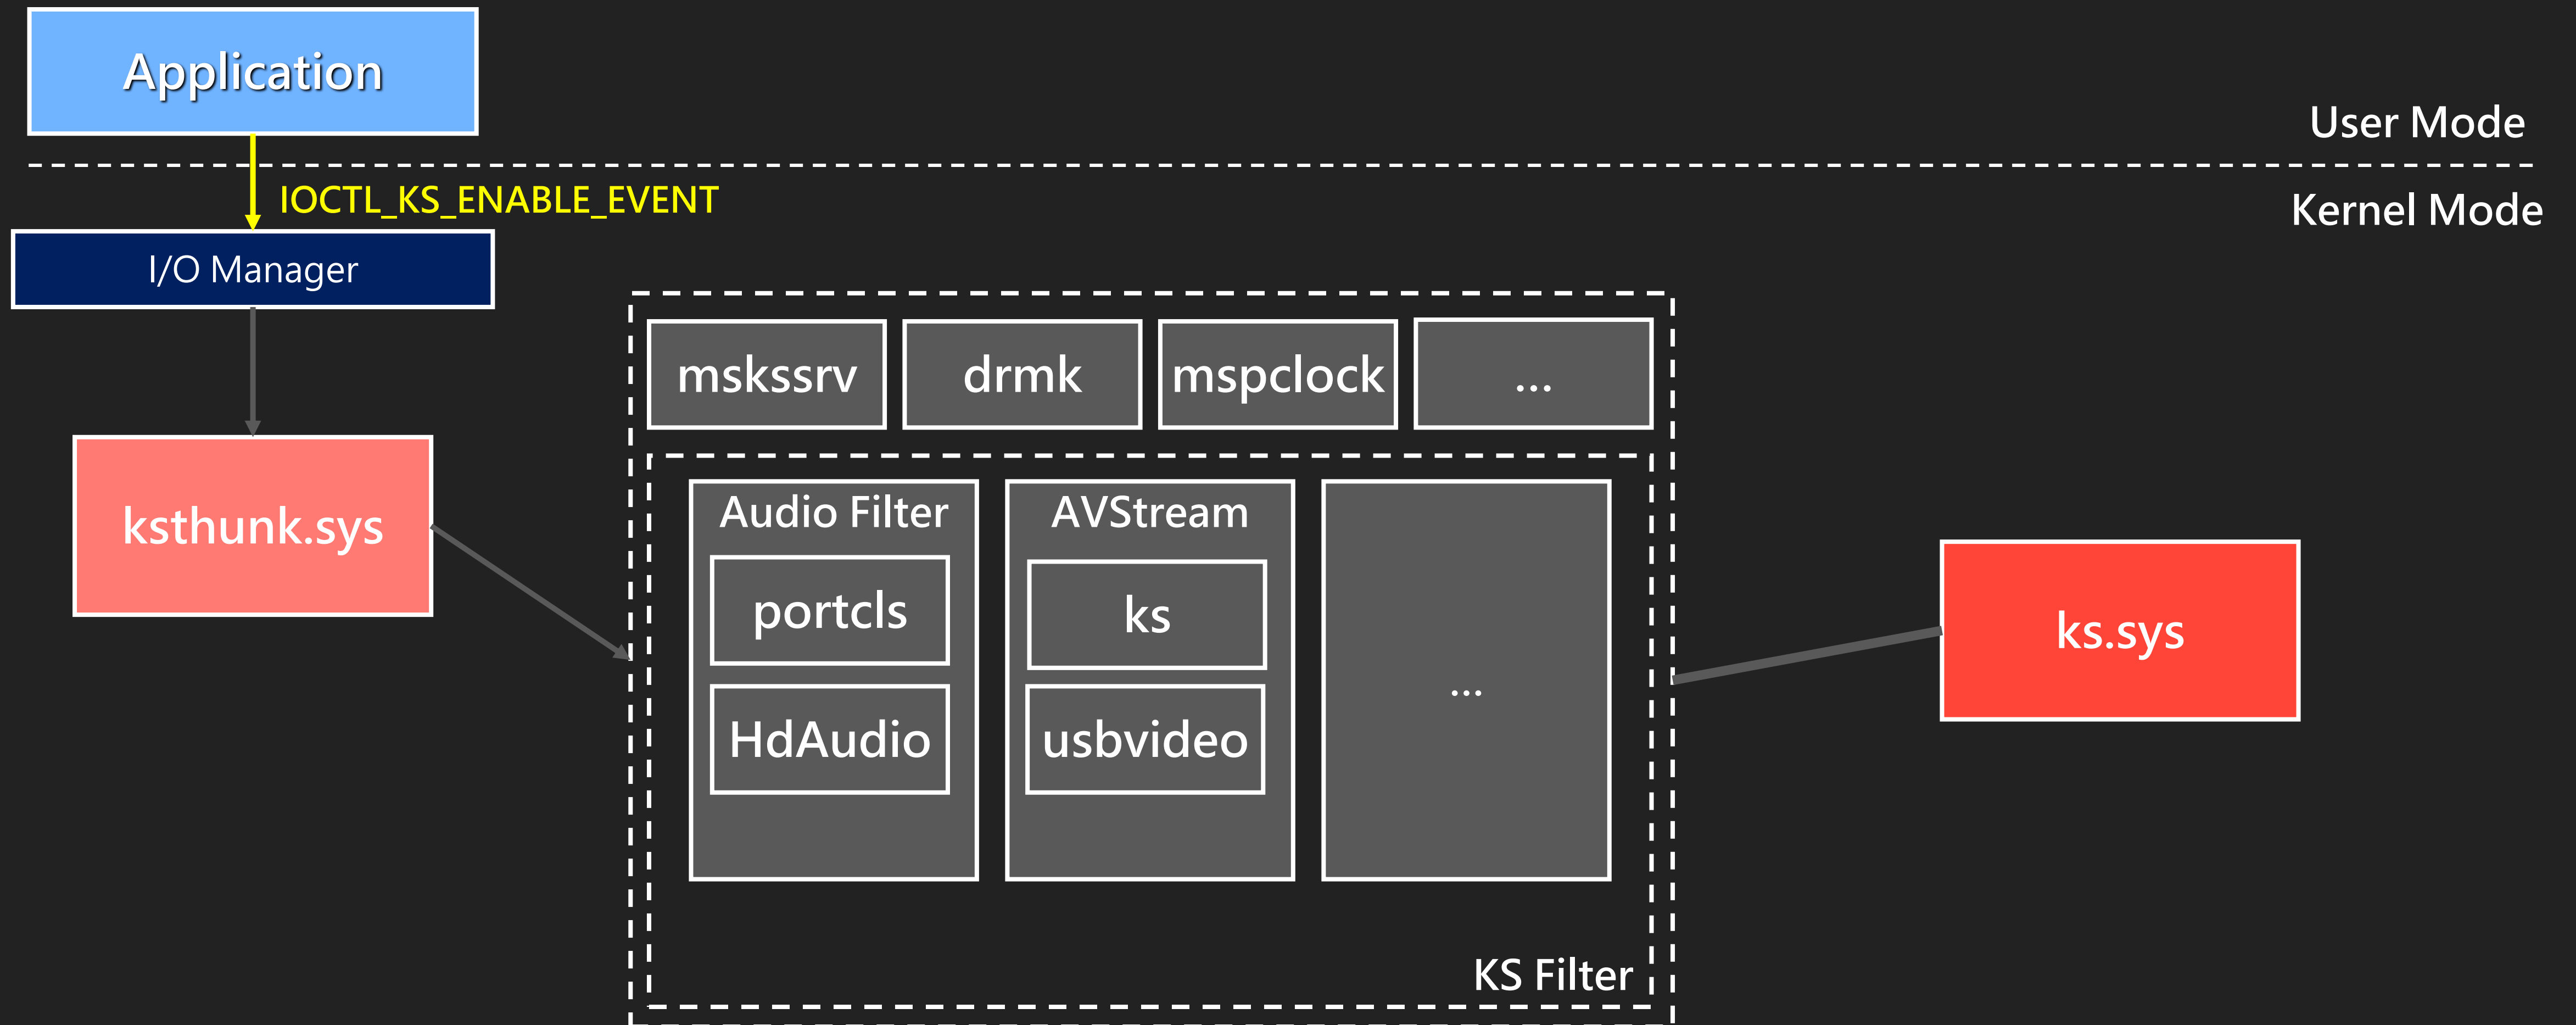 Application
User Mode
IOCTL_KS_ENABLE_EVENT
Kernel Mode
I/O Manager
mskssrv
drmk
mspclock
...
ksthunk.sys
Audio Filter
AVStream
portcls
ks
HdAudio
usbvideo
...
ks.sys
KS Filter